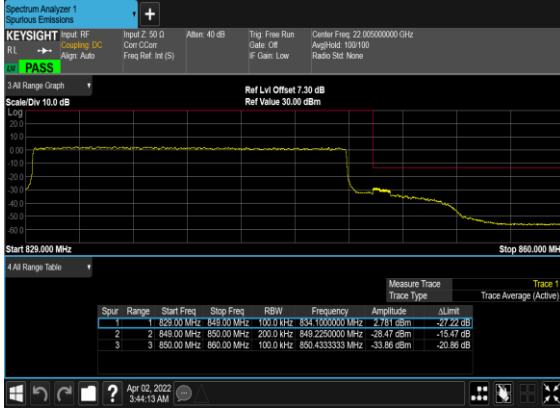 Spectrum Analyzer 1
Spurious Emissions
+
KEYSIGHT Input: RF Input Z: 50 Ω Atten: 40 dB Trig: Free Run Center Freq: 22.005000000 GHz
RL Coupling: DC Corr CCorr Gate: Off Avg|Hold: 100/100
Align: Auto Freq Ref: Int (S) IF Gain: Low Radio Std: None
PASS
3 All Range Graph
Ref Lvl Offset 7.30 dB
Scale/Div 10.0 dB Ref Value 30.00 dBm
Log
20.0
10.0
0.00
-10.0
-20.0
-30.0
-40.0
-50.0
-60.0
Start 829.000 MHz Stop 860.000 MH
4 All Range Table
Measure Trace Trace 1
Trace Type Trace Average (Active)
Spur Range Start Freq Stop Freq RBW Frequency Amplitude ΔLimit
1 1 829.00 MHz 849.00 MHz 100.0 kHz 834.1000000 MHz 2.781 dBm -27.22 dB
2 2 849.00 MHz 850.00 MHz 200.0 kHz 849.2250000 MHz -28.47 dBm -15.47 dB
3 3 850.00 MHz 860.00 MHz 100.0 kHz 850.4333333 MHz -33.86 dBm -20.86 dB
? Apr 02, 2022
3:44:13 AM